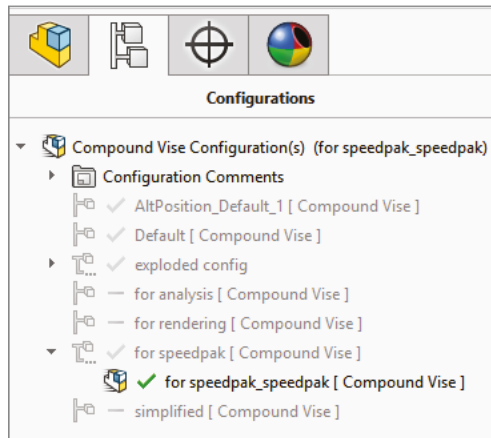 Configurations
Compound Vise Configuration(s) (for speedpak_speedpak)
Configuration Comments
AltPosition_Default_1 [ Compound Vise ]
Default [ Compound Vise ]
exploded config
for analysis [ Compound Vise ]
for rendering [ Compound Vise ]
for speedpak [ Compound Vise ]
for speedpak_speedpak [ Compound Vise ]
simplified [ Compound Vise ]